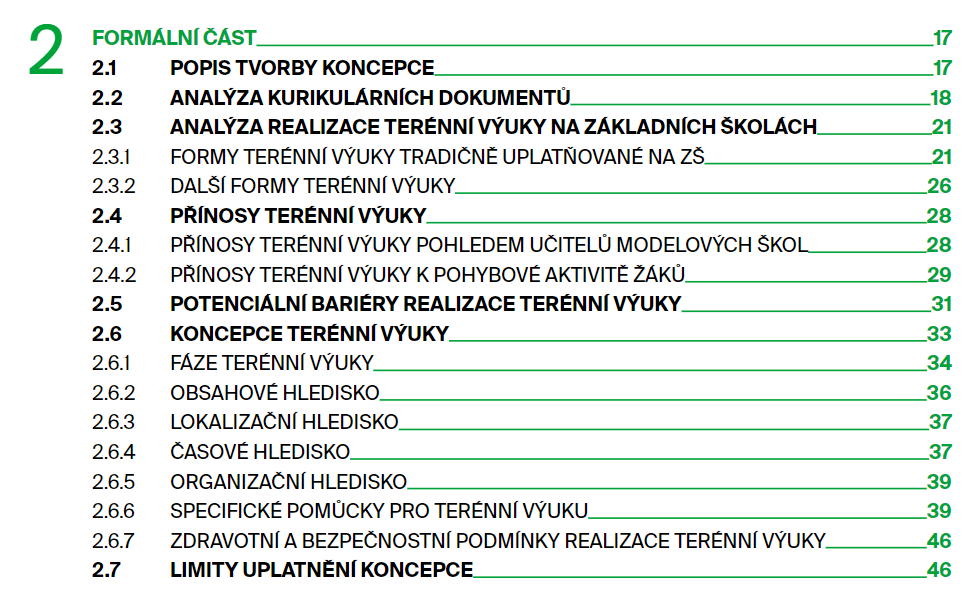 2 FORMÁLNÍ ČÁST 17
2.1 POPIS TVORBY KONCEPCE 17
2.2 ANALÝZA KURIKULÁRNÍCH DOKUMENTŮ 18
2.3 ANALÝZA REALIZACE TERÉNNÍ VÝUKY NA ZÁKLADNÍCH ŠKOLÁCH 21
2.3.1 FORMY TERÉNNÍ VÝUKY TRADIČNĚ UPLATŇOVANÉ NA ZŠ 21
2.3.2 DALŠÍ FORMY TERÉNNÍ VÝUKY 26
2.4 PŘÍNOSY TERÉNNÍ VÝUKY 28
2.4.1 PŘÍNOSY TERÉNNÍ VÝUKY POHLEDEM UČITELŮ MODELOVÝCH ŠKOL 28
2.4.2 PŘÍNOSY TERÉNNÍ VÝUKY K POHYBOVÉ AKTIVITĚ ŽÁKŮ 29
2.5 POTENCIÁLNÍ BARIÉRY REALIZACE TERÉNNÍ VÝUKY 31
2.6 KONCEPCE TERÉNNÍ VÝUKY 33
2.6.1 FÁZE TERÉNNÍ VÝUKY 34
2.6.2 OBSAHOVÉ HLEDISKO 36
2.6.3 LOKALIZAČNÍ HLEDISKO 37
2.6.4 ČASOVÉ HLEDISKO 37
2.6.5 ORGANIZAČNÍ HLEDISKO 39
2.6.6 SPECIFICKÉ POMŮCKY PRO TERÉNNÍ VÝUKU 39
2.6.7 ZDRAVOTNÍ A BEZPEČNOSTNÍ PODMÍNKY REALIZACE TERÉNNÍ VÝUKY 46
2.7 LIMITY UPLATNĚNÍ KONCEPCE 46